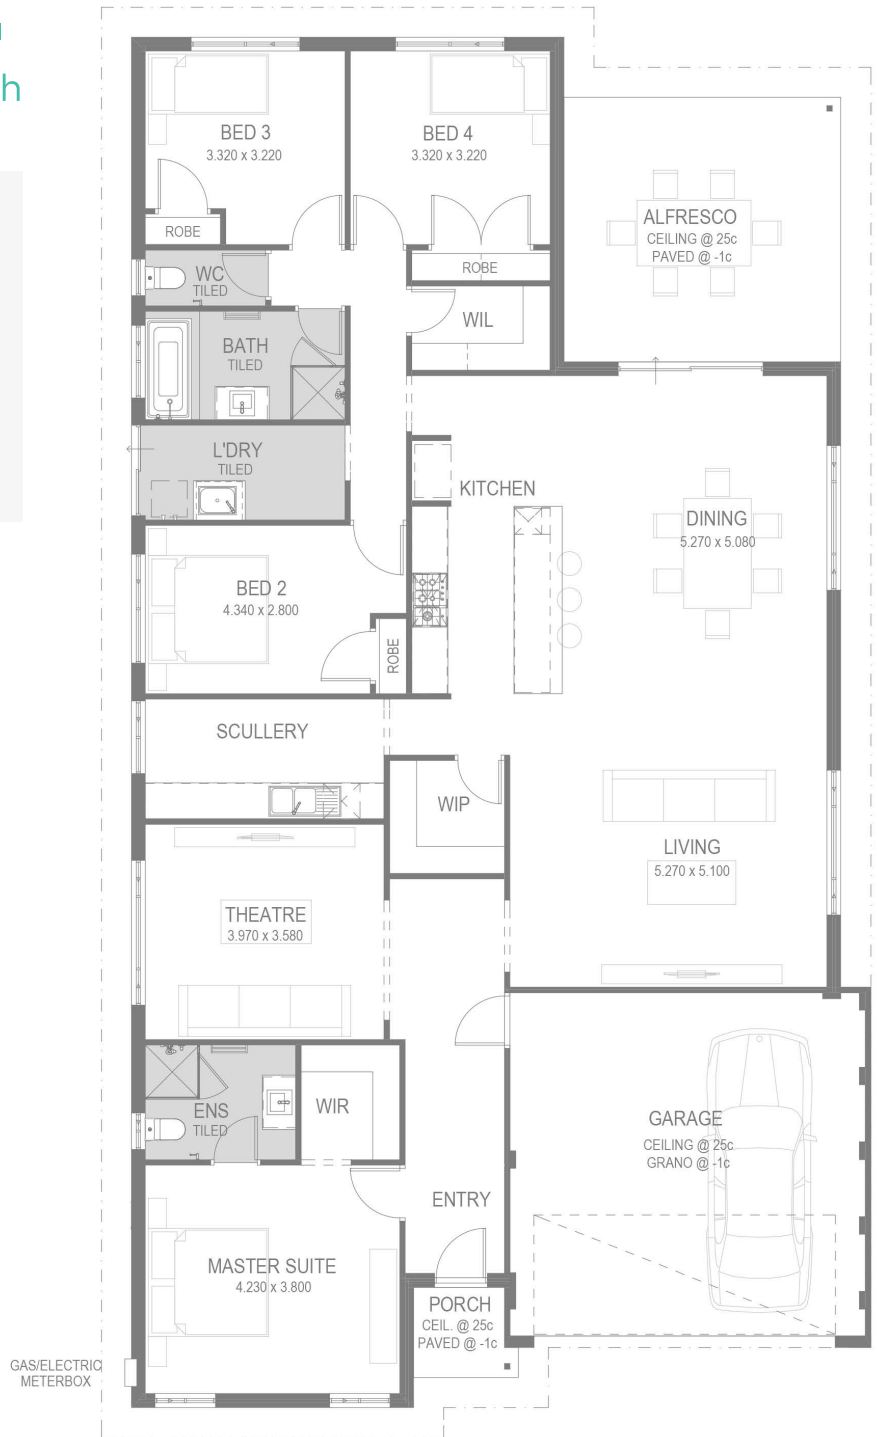 h
BED 3
3.320 x 3.220
BED 4
3.320 x 3.220
ROBE
ROBE
ALFRESCO
CEILING @ 25c
PAVED @ -1c
WC
TILED
WIL
BATH
TILED
L'DRY
TILED
KITCHEN
DINING
5.270 x 5.080
BED 2
4.340 x 2.800
ROBE
SCULLERY
WIP
LIVING
5.270 x 5.100
THEATRE
3.970 x 3.580
ENS
TILED
WIR
GARAGE
CEILING @ 25c
GRANO @ -1c
ENTRY
MASTER SUITE
4.230 x 3.800
PORCH
CEIL. @ 25c
PAVED @ -1c
GAS/ELECTRIC
METERBOX